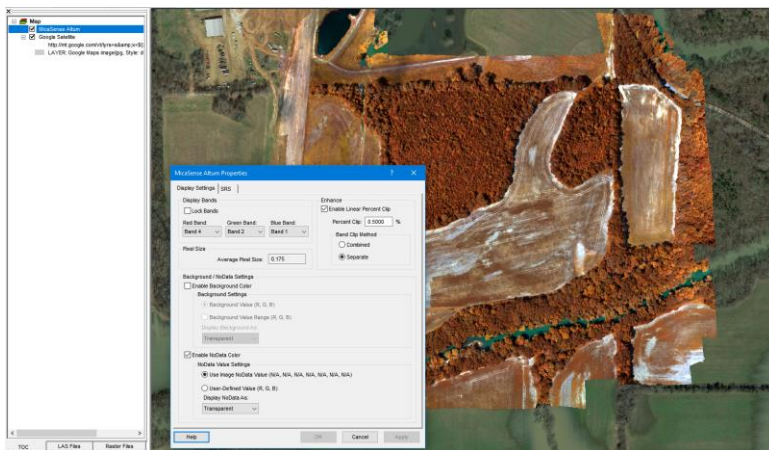 Map
MicaSense Altum
Google Satellite
http://mt.google.com/vt/lyrs=s&amp;x=${
LAYER: Google Maps image/jpg, Style: d
MicaSense Altum Properties
Display Settings SRS
Display Bands
Lock Bands
Red Band: Green Band: Blue Band:
Band 4 Band 2 Band 1
Enhance
Enable Linear Percent Clip
Percent Clip: 0.5000 %
Band Clip Method
Combined
Separate
Pixel Size
Average Pixel Size: 0.175
Background / NoData Settings
Enable Background Color
Background Settings
Background Value (R, G, B)
Background Value Range (R, G, B)
Display Background As:
Transparent
Enable NoData Color
NoData Value Settings
Use Image NoData Value (N/A, N/A, N/A, N/A, N/A, N/A, N/A)
User-Defined Value (R, G, B)
Display NoData As:
Transparent
Help OK Cancel Apply
TOC LAS Files Raster Files